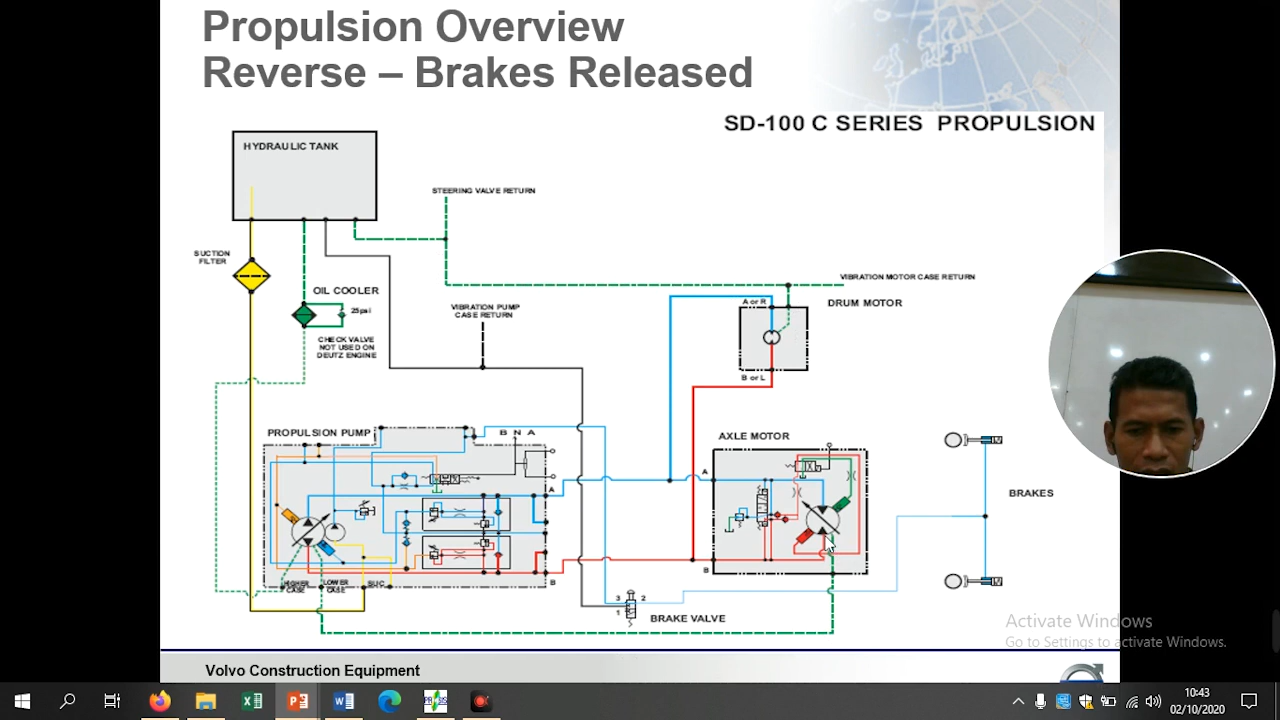 Propulsion Overview
Reverse – Brakes Released
SD-100 C SERIES PROPULSION
HYDRAULIC TANK
STEERING VALVE RETURN
SUCTION
FILTER
OIL COOLER
25psi
CHECK VALVE
NOT USED ON
DEUTZ ENGINE
VIBRATION PUMP
CASE RETURN
VIBRATION MOTOR CASE RETURN
A or R
DRUM MOTOR
B or L
PROPULSION PUMP
B N A
A
B
HIGHER
CASE
LOWER
CASE
SUC
AXLE MOTOR
A
B
BRAKES
3 2
1
BRAKE VALVE
Activate Windows
Go to Settings to activate Windows.
Volvo Construction Equipment
10:43
02/10/2020